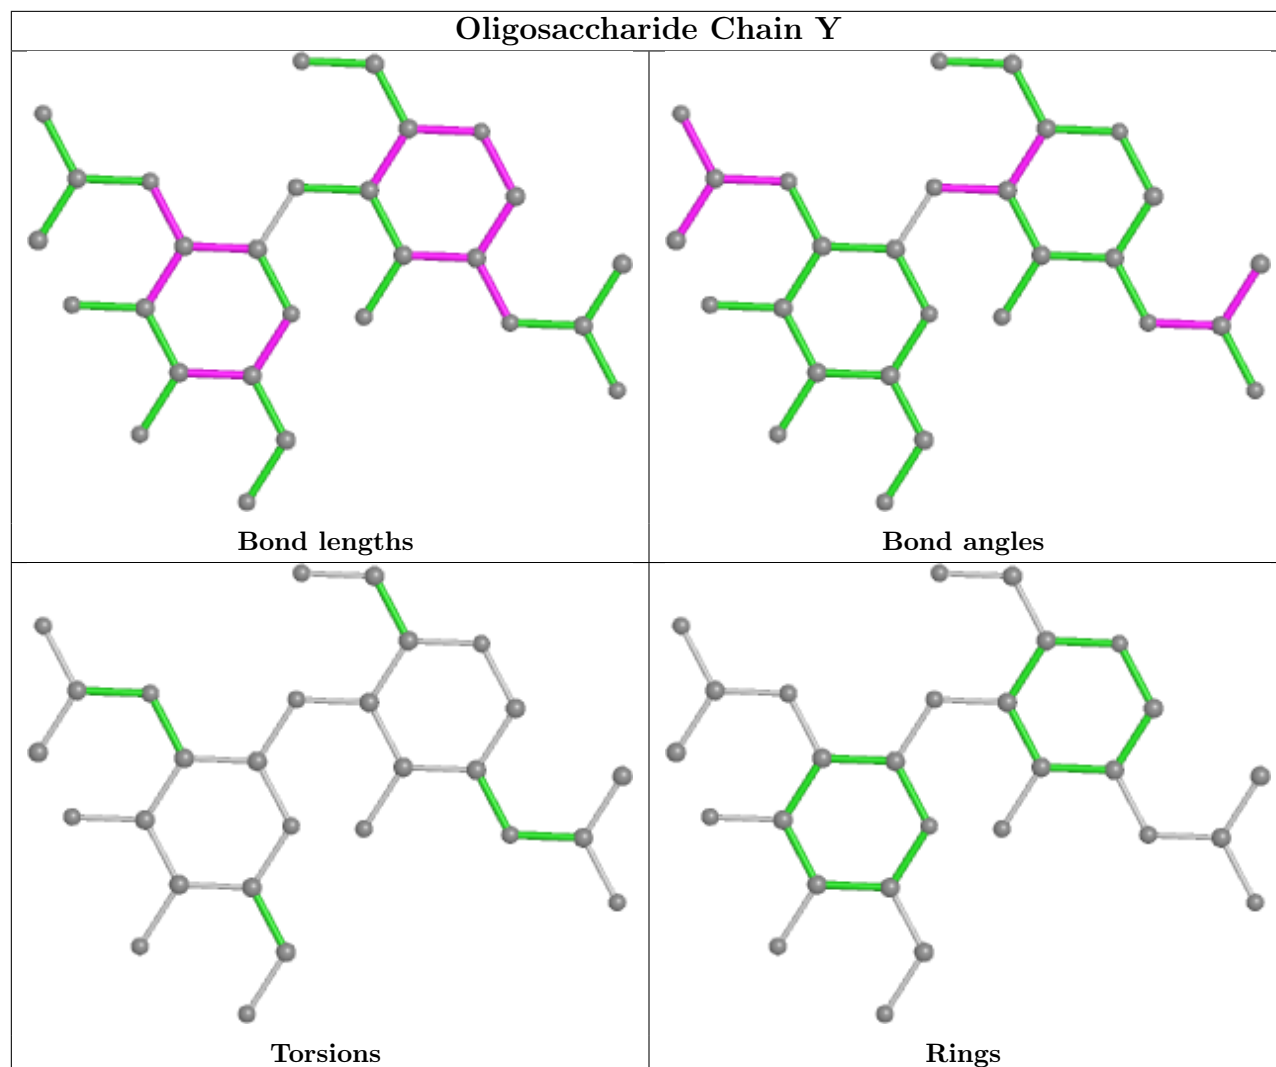 Oligosaccharide Chain Y
Bond lengths
Bond angles
Torsions
Rings